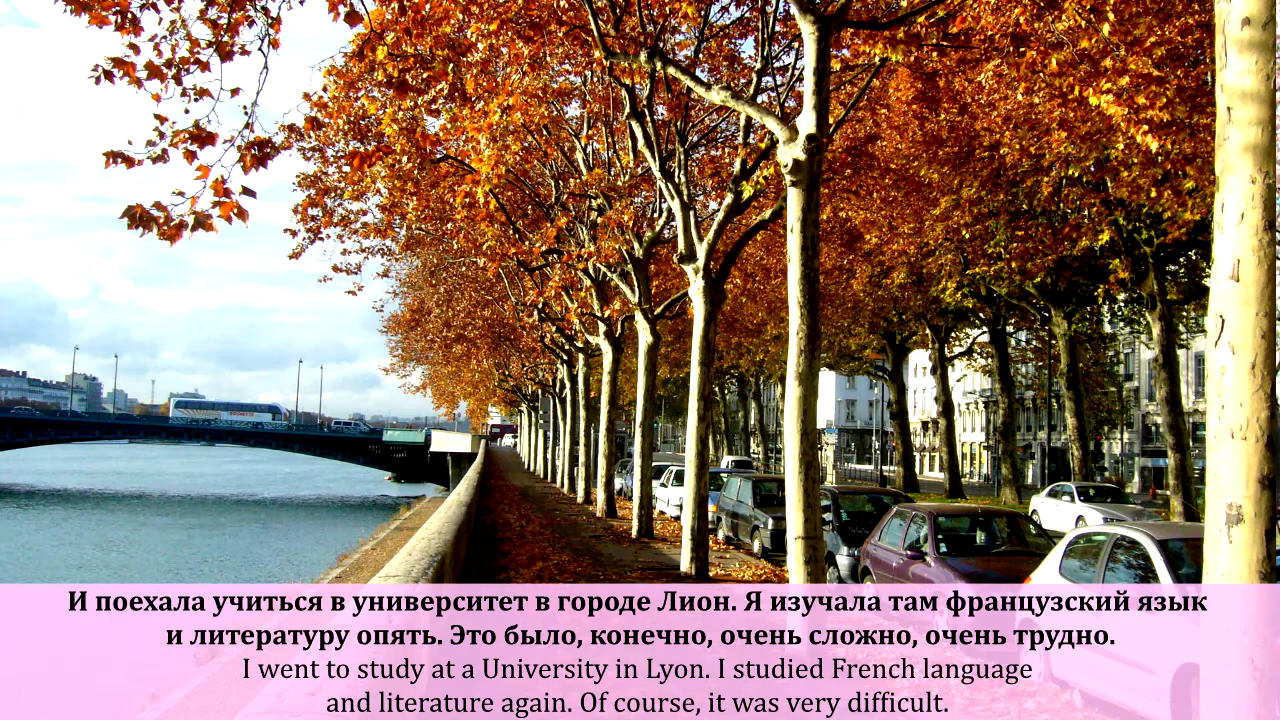 И поехала учиться в университет в городе Лион. Я изучала там французский язык
и литературу опять. Это было, конечно, очень сложно, очень трудно.
I went to study at a University in Lyon. I studied French language
and literature again. Of course, it was very difficult.